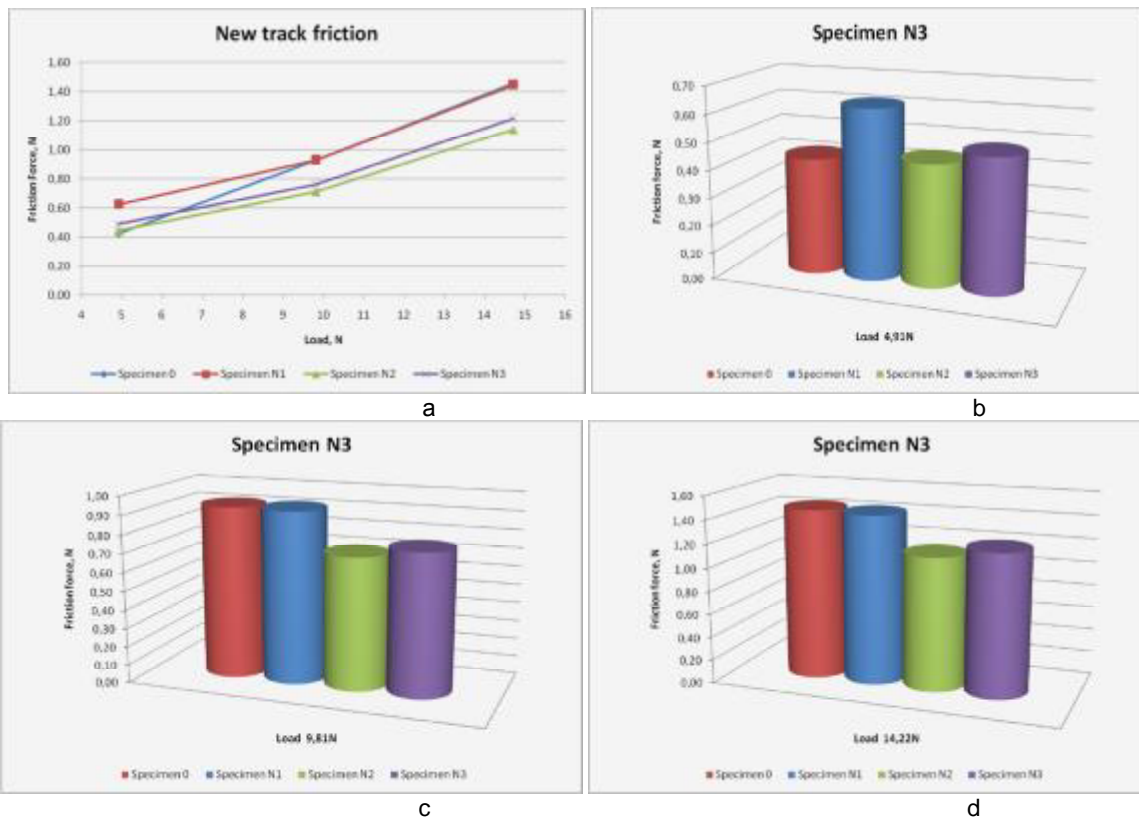 New track friction
Friction Force, N
1,60
1,40
1,20
1,00
0,80
0,60
0,40
0,20
0,00
4 5 6 7 8 9 10 11 12 13 14 15 16
Load, N
Specimen 0 Specimen N1 Specimen N2 Specimen N3
a
Specimen N3
Friction force, N
0,70
0,60
0,50
0,40
0,30
0,20
0,10
0,00
Load 4,91N
Specimen 0 Specimen N1 Specimen N2 Specimen N3
b
Specimen N3
Friction force, N
1,00
0,90
0,80
0,70
0,60
0,50
0,40
0,30
0,20
0,10
0,00
Load 9,81N
Specimen 0 Specimen N1 Specimen N2 Specimen N3
c
Specimen N3
Friction force, N
1,60
1,40
1,20
1,00
0,80
0,60
0,40
0,20
0,00
Load 14,22N
Specimen 0 Specimen N1 Specimen N2 Specimen N3
d